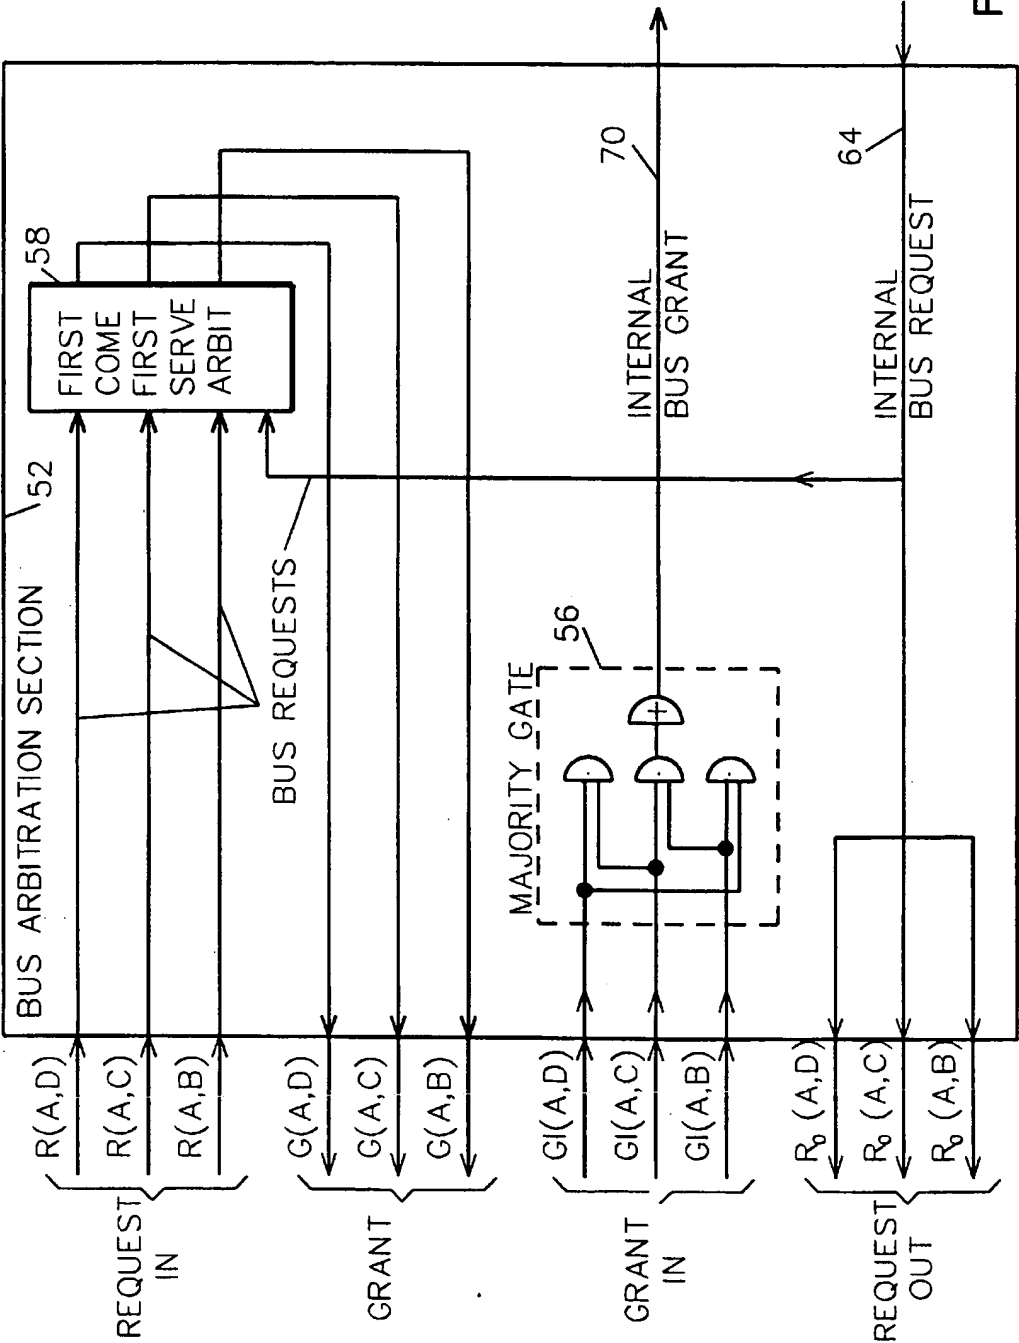 BUS ARBITRATION SECTION
52
58
FIRST
COME
FIRST
SERVE
ARBIT
REQUEST
IN
R(A,D)
R(A,C)
R(A,B)
BUS REQUESTS
GRANT
G(A,D)
G(A,C)
G(A,B)
MAJORITY GATE
56
+
GRANT
IN
GI(A,D)
GI(A,C)
GI(A,B)
INTERNAL
BUS GRANT
70
REQUEST
OUT
R₀ (A,D)
R₀ (A,C)
R₀ (A,B)
INTERNAL
BUS REQUEST
64
F